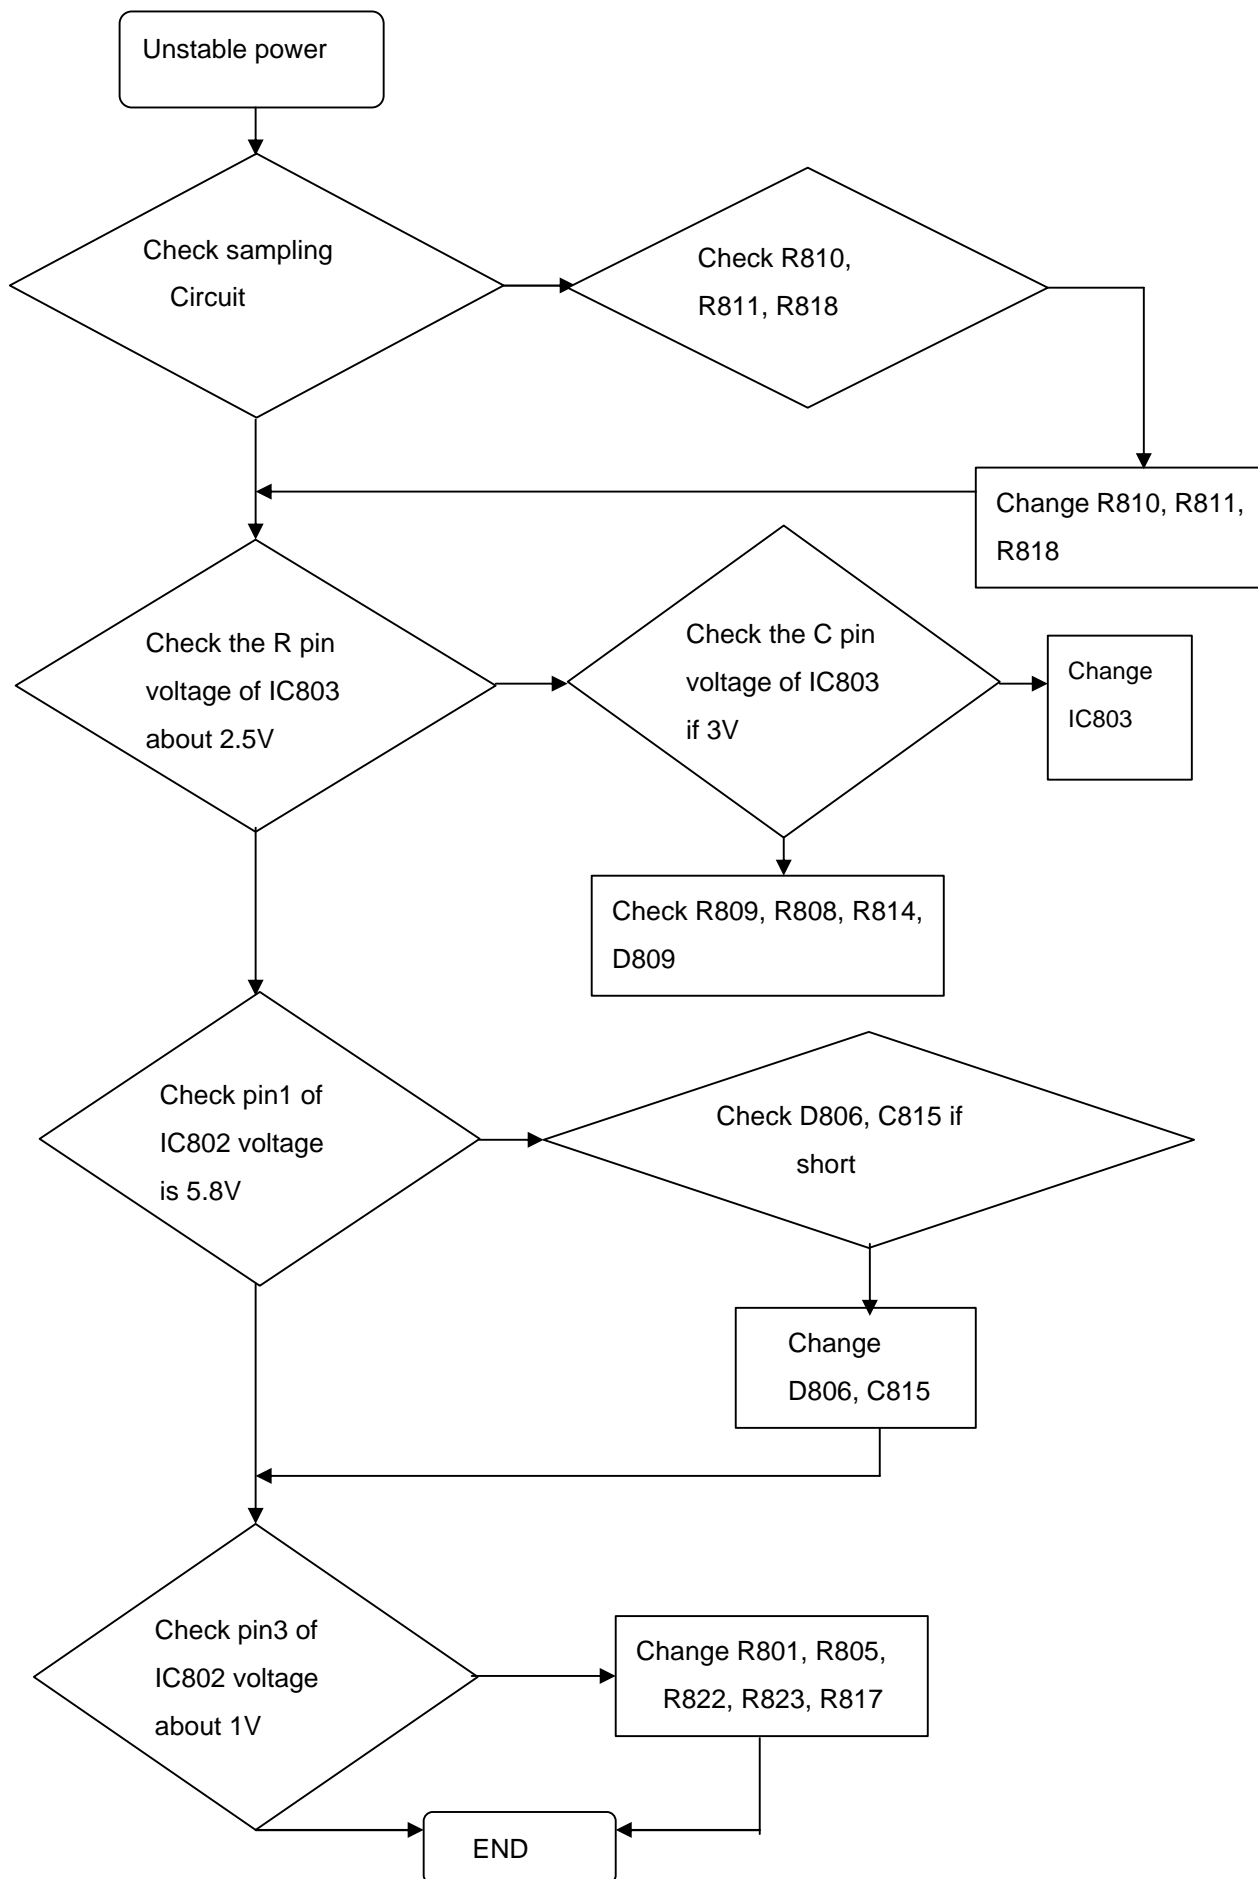 Unstable power
Check sampling
Circuit
Check R810,
R811, R818
Change R810, R811,
R818
Check the R pin
voltage of IC803
about 2.5V
Check the C pin
voltage of IC803
if 3V
Change
IC803
Check R809, R808, R814,
D809
Check pin1 of
IC802 voltage
is 5.8V
Check D806, C815 if
short
Change
D806, C815
Check pin3 of
IC802 voltage
about 1V
Change R801, R805,
R822, R823, R817
END